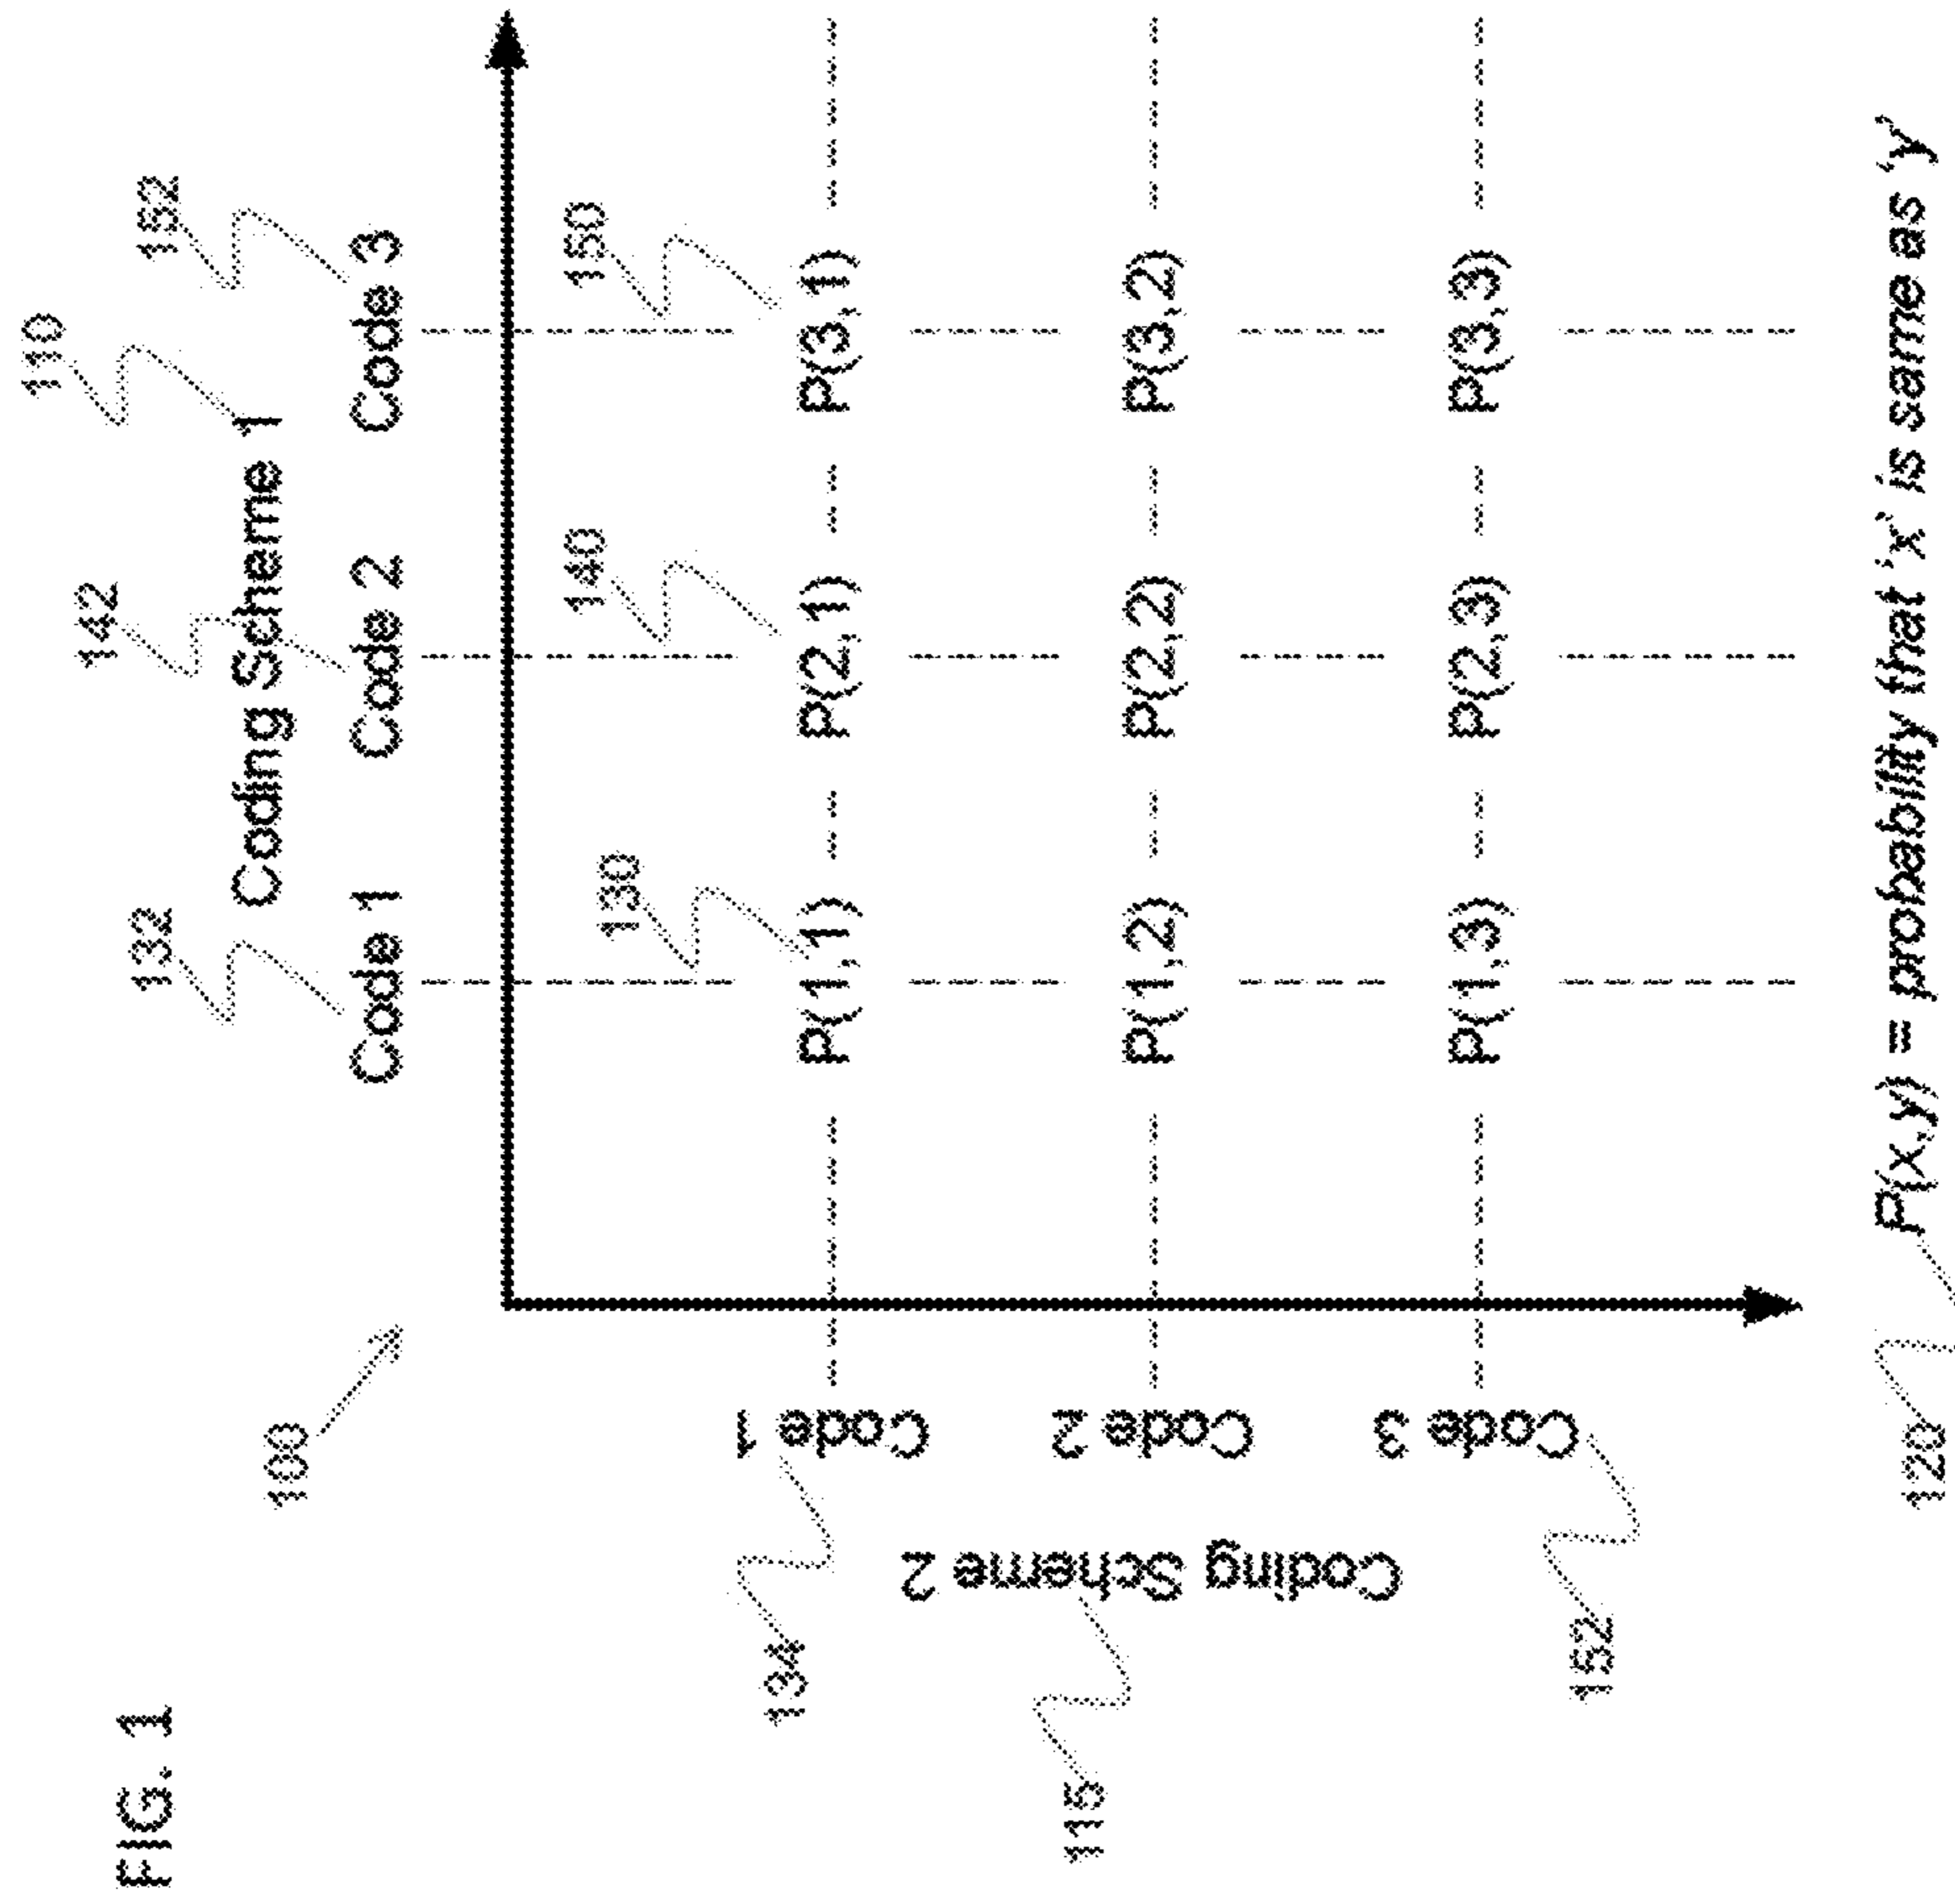 FIG. 1
100
110
132
142
152
Coding Scheme 1
Code 1
Code 2
Code 3
130
140
150
134
Code 1
P(1,1)
P(2,1)
P(3,1)
115
Coding Scheme 2
Code 2
P(1,2)
P(2,2)
P(3,2)
152
Code 3
P(1,3)
P(2,3)
P(3,3)
120
P(x,y) = probability that 'x' is same as 'y'